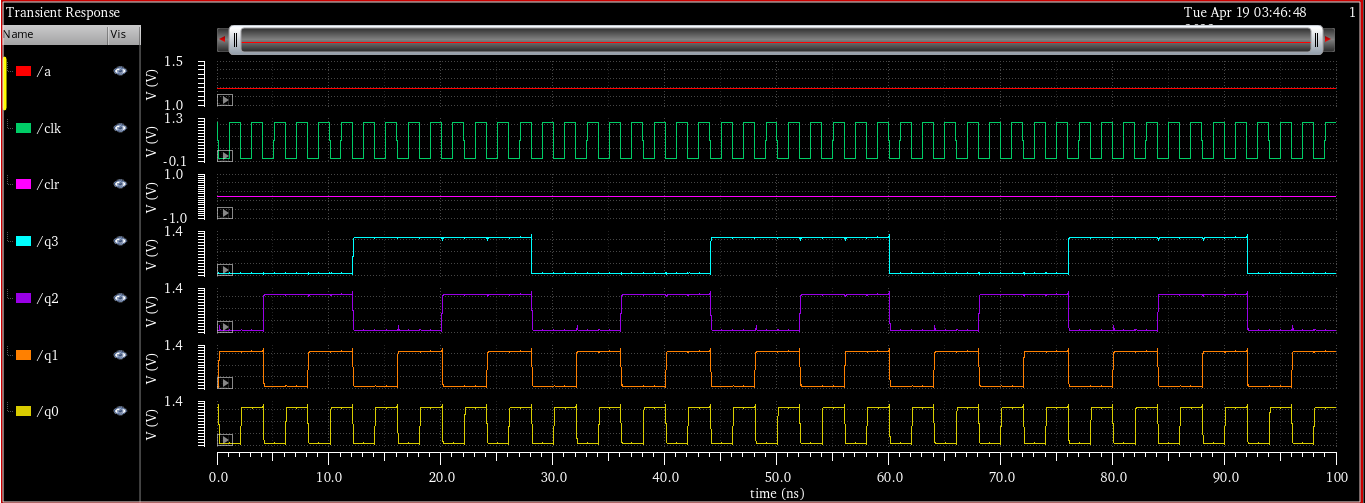 Transient Response
Tue Apr 19 03:46:48 1
Name Vis
/a
V (V)
1.5
1.0
/clk
V (V)
1.3
-0.1
/clr
V (V)
1.0
-1.0
/q3
V (V)
1.4
/q2
V (V)
1.4
/q1
V (V)
1.4
/q0
V (V)
1.4
0.0 10.0 20.0 30.0 40.0 50.0 60.0 70.0 80.0 90.0 100
time (ns)